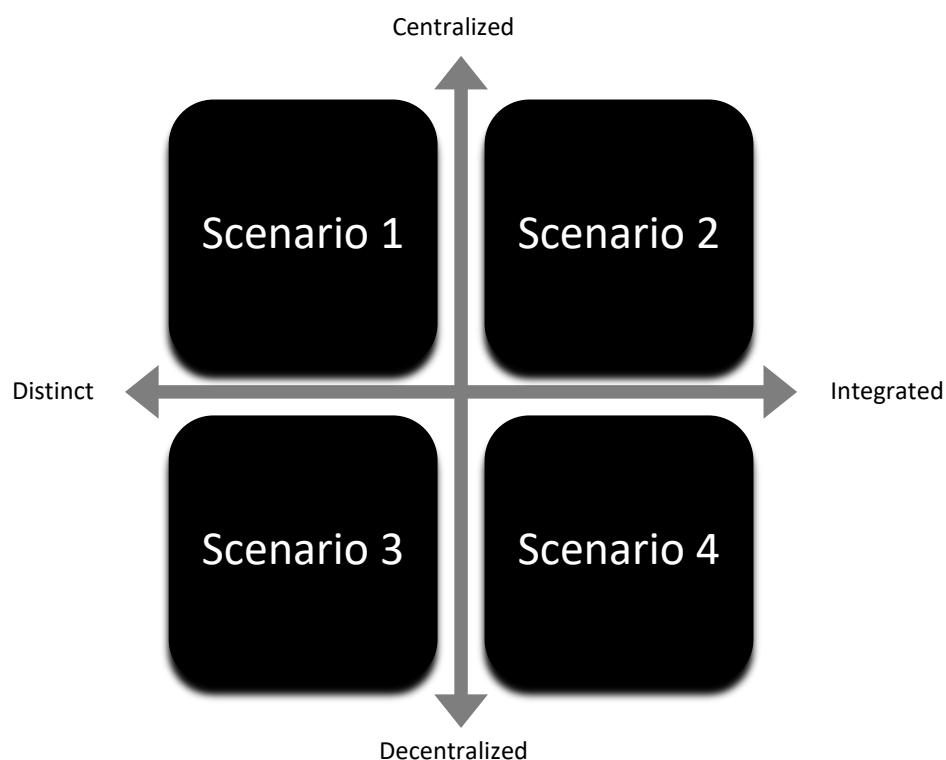 Centralized
Scenario 1
Scenario 2
Distinct
Integrated
Scenario 3
Scenario 4
Decentralized